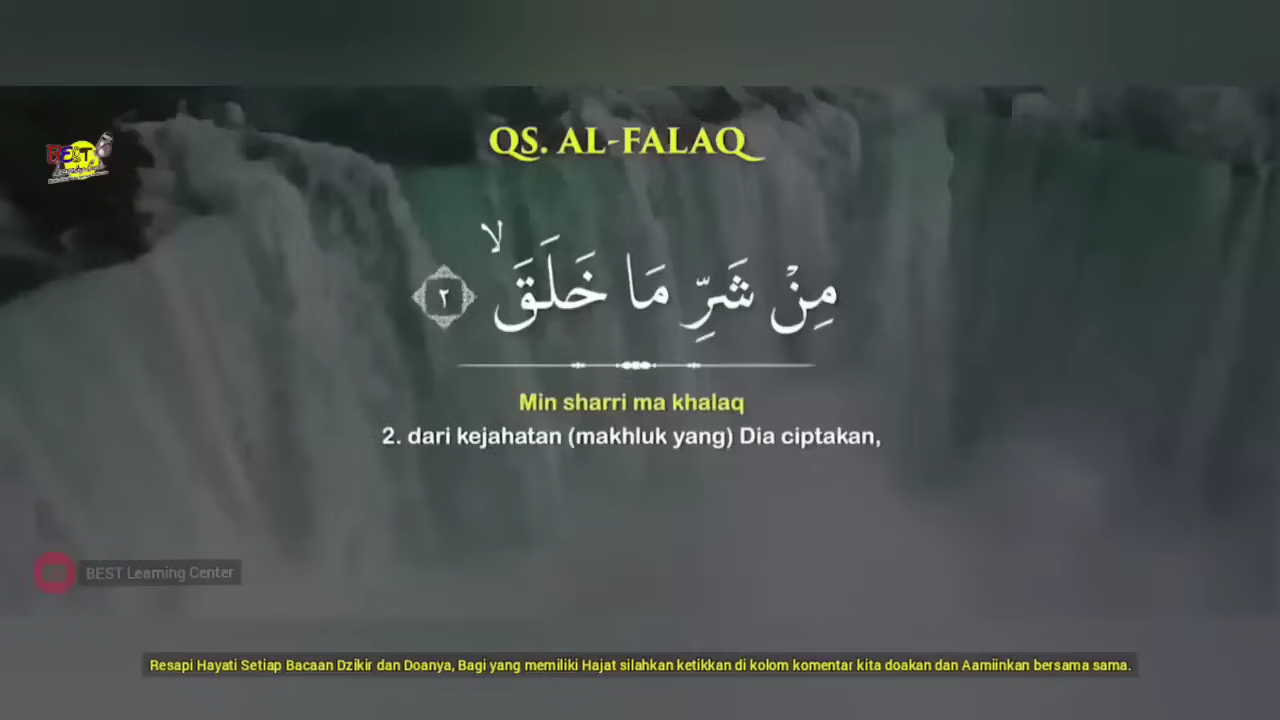 BEST
QS. AL-FALAQ
مِنْ شَرِّ مَا خَلَقَۙ ٢
Min sharri ma khalaq
2. dari kejahatan (makhluk yang) Dia ciptakan,
BEST Learning Center
Resapi Hayati Setiap Bacaan Dzikir dan Doanya, Bagi yang memiliki Hajat silahkan ketikkan di kolom komentar kita doakan dan Aamiinkan bersama sama.